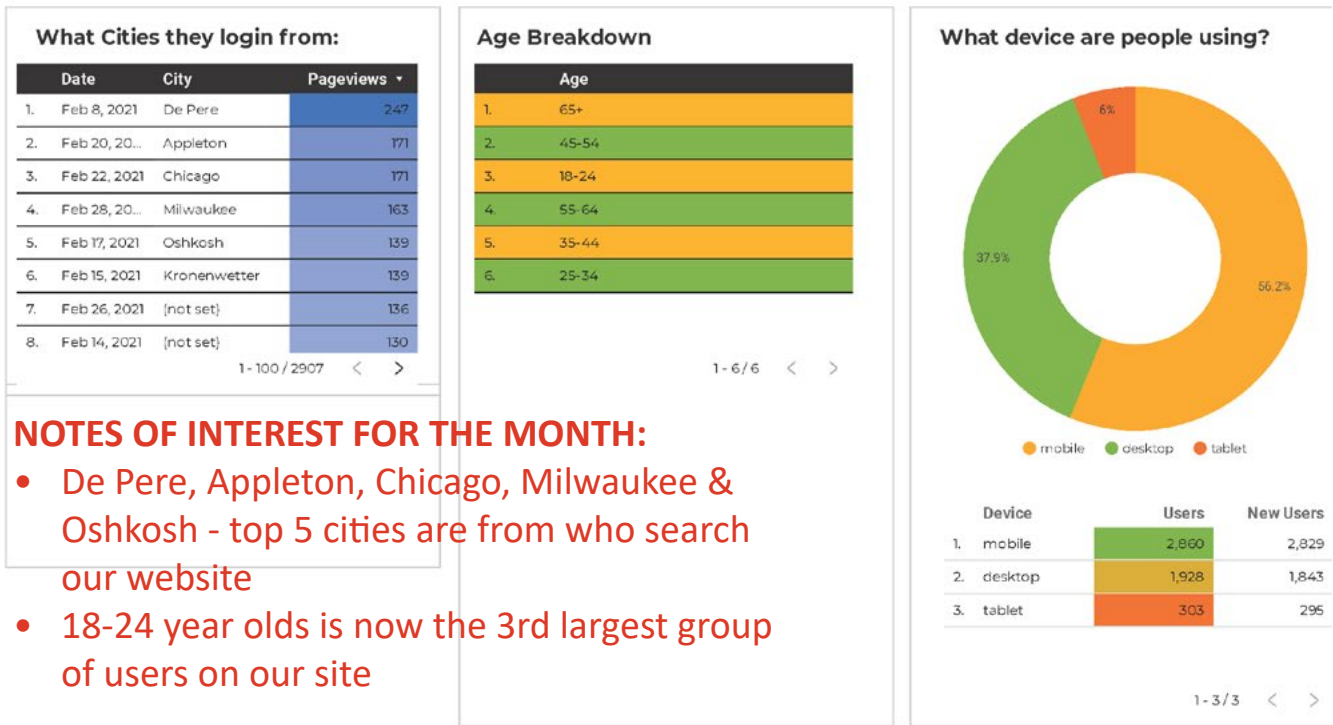 What Cities they login from:
Date City Pageviews
1. Feb 8, 2021 De Pere 247
2. Feb 20, 20... Appleton 171
3. Feb 22, 2021 Chicago 171
4. Feb 28, 20... Milwaukee 163
5. Feb 17, 2021 Oshkosh 139
6. Feb 15, 2021 Kronenwetter 139
7. Feb 26, 2021 (not set) 136
8. Feb 14, 2021 (not set) 130
1 - 100 / 2907 < >
NOTES OF INTEREST FOR THE MONTH:
• De Pere, Appleton, Chicago, Milwaukee &
Oshkosh - top 5 cities are from who search
our website
• 18-24 year olds is now the 3rd largest group
of users on our site
Age Breakdown
Age
1. 65+
2. 45-54
3. 18-24
4. 55-64
5. 35-44
6. 25-34
1 - 6 / 6 < >
What device are people using?
6%
37.9%
56.2%
mobile desktop tablet
Device Users New Users
1. mobile 2,860 2,829
2. desktop 1,928 1,843
3. tablet 303 295
1 - 3 / 3 < >